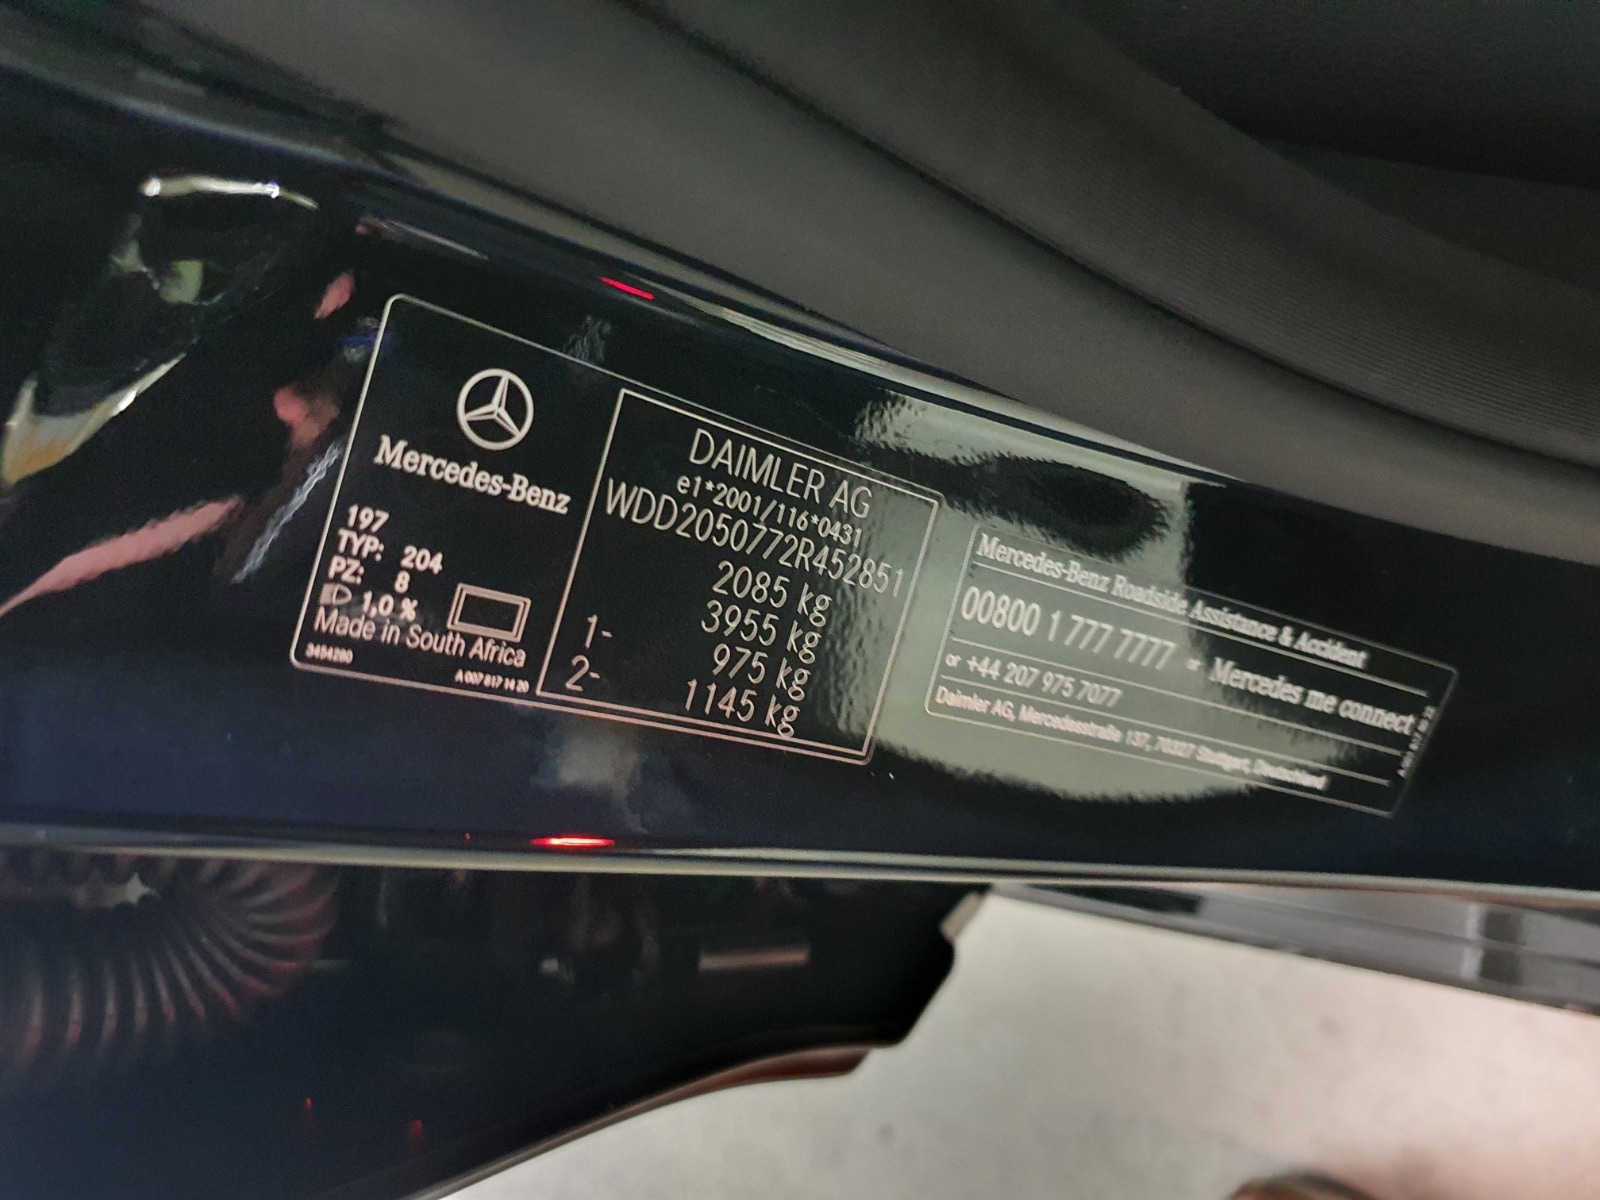 Mercedes-Benz
197
TYP: 204
PZ: 8
1,0 %
Made in South Africa
3454280
A 007 817 14 20
DAIMLER AG
e1*2001/116*0431
WDD2050772R452851
2085 kg
3955 kg
1- 975 kg
2- 1145 kg
Mercedes-Benz Roadside Assistance & Accident
00800 1 777 7777 or Mercedes me connect
or +44 207 975 7077
Daimler AG, Mercedesstraße 137, 70327 Stuttgart, Deutschland